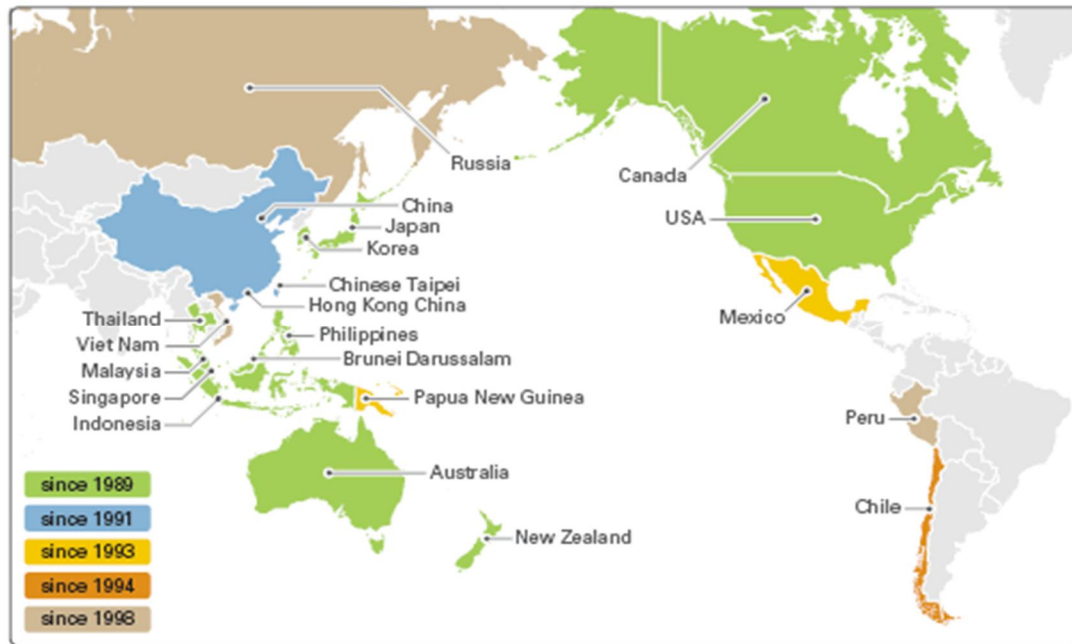 Russia
Canada
China
USA
Japan
Korea
Chinese Taipei
Hong Kong China
Thailand
Mexico
Philippines
Viet Nam
Brunei Darussalam
Malaysia
Singapore
Papua New Guinea
Indonesia
Peru
Australia
since 1989
Chile
since 1991
New Zealand
since 1993
since 1994
since 1998